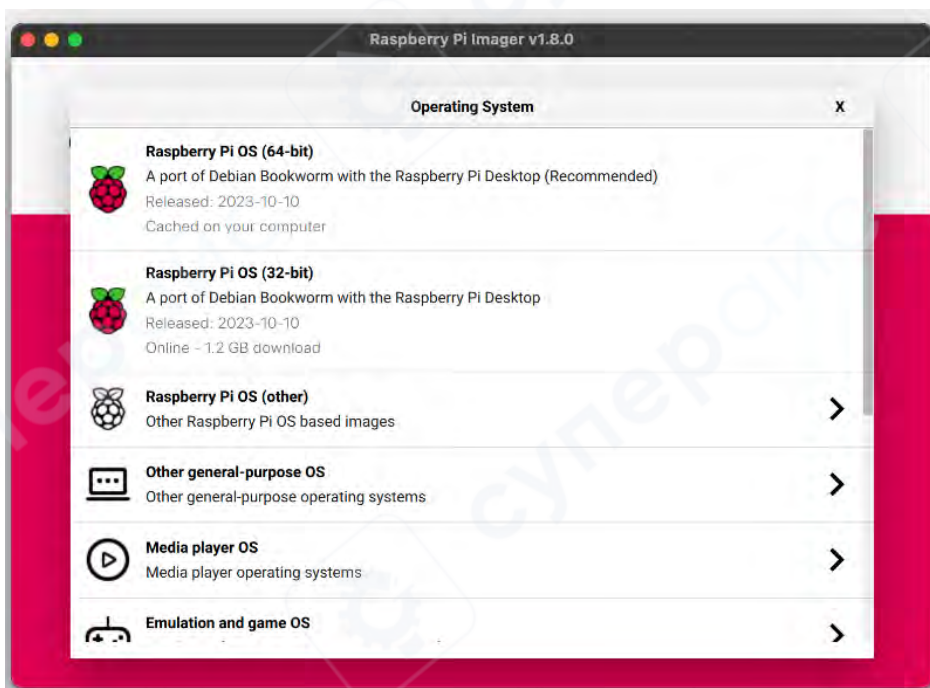 Raspberry Pi Imager v1.8.0
Operating System
X
Raspberry Pi OS (64-bit)
A port of Debian Bookworm with the Raspberry Pi Desktop (Recommended)
Released: 2023-10-10
Cached on your computer
Raspberry Pi OS (32-bit)
A port of Debian Bookworm with the Raspberry Pi Desktop
Released: 2023-10-10
Online - 1.2 GB download
Raspberry Pi OS (other)
Other Raspberry Pi OS based images
Other general-purpose OS
Other general-purpose operating systems
Media player OS
Media player operating systems
Emulation and game OS
суперайс